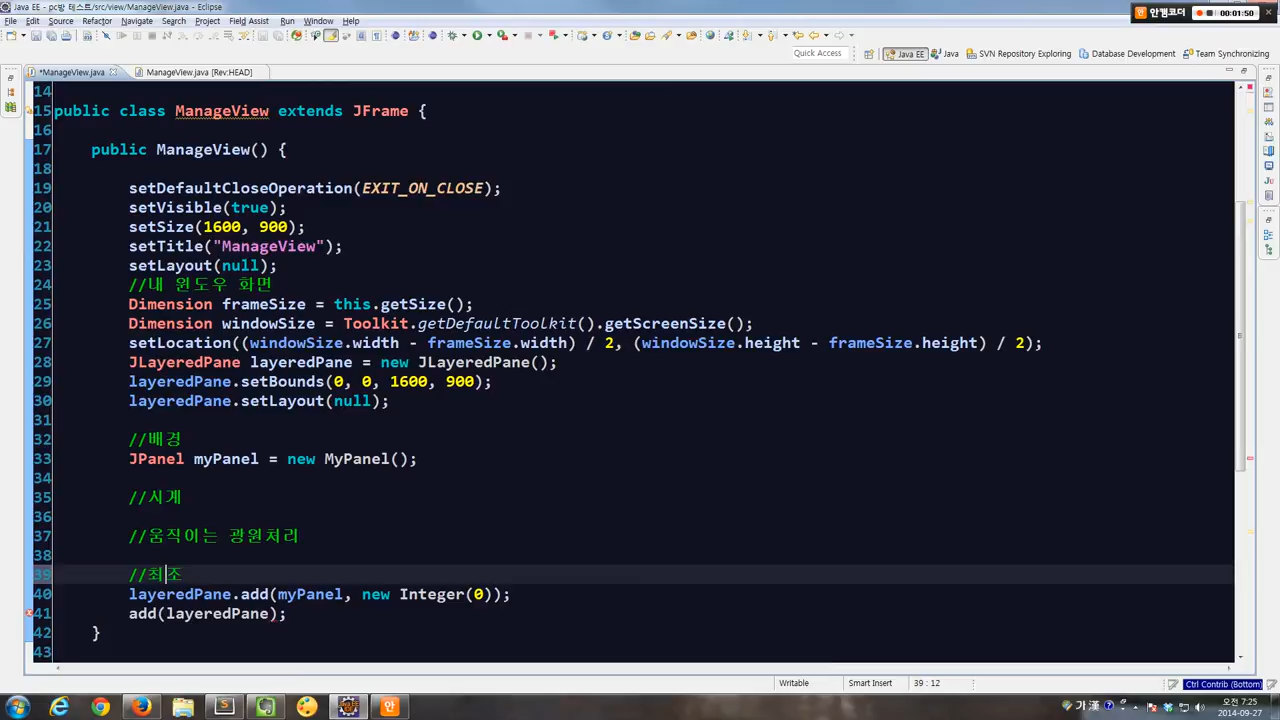 Java EE - pc방 테스트/src/view/ManageView.java - Eclipse
안캠코더
00:01:50
File Edit Refactoring Source Refactor Navigate Search Project Field Assist Run Window Help
Quick Access
Java EE
Java
SVN Repository Exploring
Database Development
Team Synchronizing
*ManageView.java
ManageView.java [Rev:HEAD]
14
15 public class ManageView extends JFrame {
16
17 public ManageView() {
18
19 setDefaultCloseOperation(EXIT_ON_CLOSE);
20 setVisible(true);
21 setSize(1600, 900);
22 setTitle("ManageView");
23 setLayout(null);
24 //내 윈도우 화면
25 Dimension frameSize = this.getSize();
26 Dimension windowSize = Toolkit.getDefaultToolkit().getScreenSize();
27 setLocation((windowSize.width - frameSize.width) / 2, (windowSize.height - frameSize.height) / 2);
28 JLayeredPane layeredPane = new JLayeredPane();
29 layeredPane.setBounds(0, 0, 1600, 900);
30 layeredPane.setLayout(null);
31
32 //배경
33 JPanel myPanel = new MyPanel();
34
35 //시계
36
37 //움직이는 광원처리
38
39 //최조
40 layeredPane.add(myPanel, new Integer(0));
41 add(layeredPane);
42 }
43
Writable
Smart Insert
39 : 12
Ctrl Contrib (Bottom)
가 漢
오전 7:25
2014-09-27